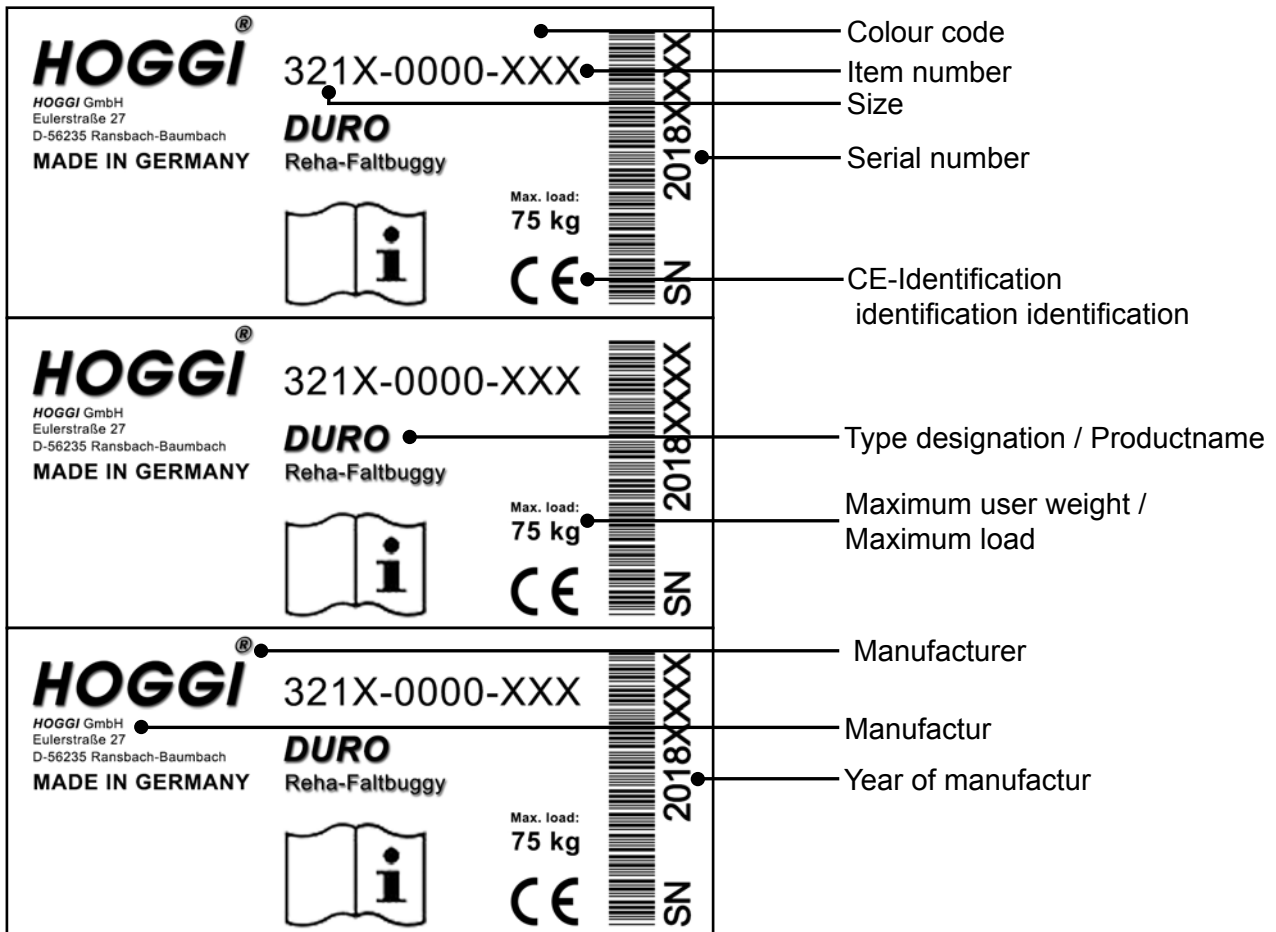 HOGGI®
HOGGI GmbH
Eulerstraße 27
D-56235 Ransbach-Baumbach
MADE IN GERMANY
321X-0000-XXX
DURO
Reha-Faltbuggy
Max. load:
75 kg
CE
SN 2018XXXX
Colour code
Item number
Size
Serial number
CE-Identification
identification identification
HOGGI®
HOGGI GmbH
Eulerstraße 27
D-56235 Ransbach-Baumbach
MADE IN GERMANY
321X-0000-XXX
DURO
Reha-Faltbuggy
Max. load:
75 kg
CE
SN 2018XXXX
Type designation / Productname
Maximum user weight /
Maximum load
HOGGI®
HOGGI GmbH
Eulerstraße 27
D-56235 Ransbach-Baumbach
MADE IN GERMANY
321X-0000-XXX
DURO
Reha-Faltbuggy
Max. load:
75 kg
CE
SN 2018XXXX
Manufacturer
Manufactur
Year of manufactur